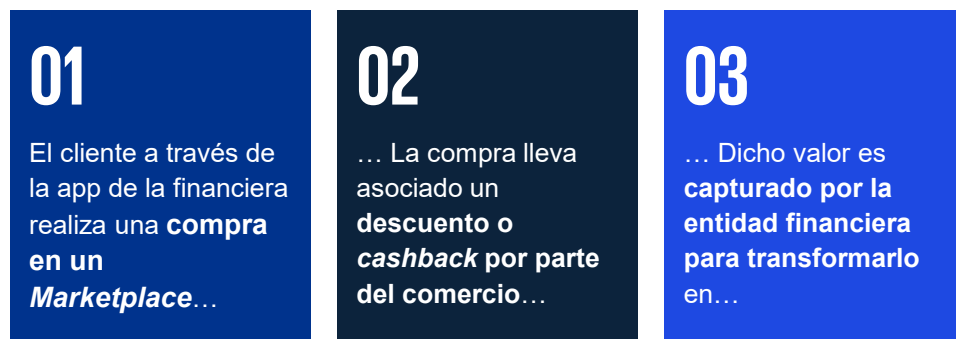 01
El cliente a través de
la app de la financiera
realiza una compra
en un
Marketplace…
02
… La compra lleva
asociado un
descuento o
cashback por parte
del comercio…
03
… Dicho valor es
capturado por la
entidad financiera
para transformarlo
en…